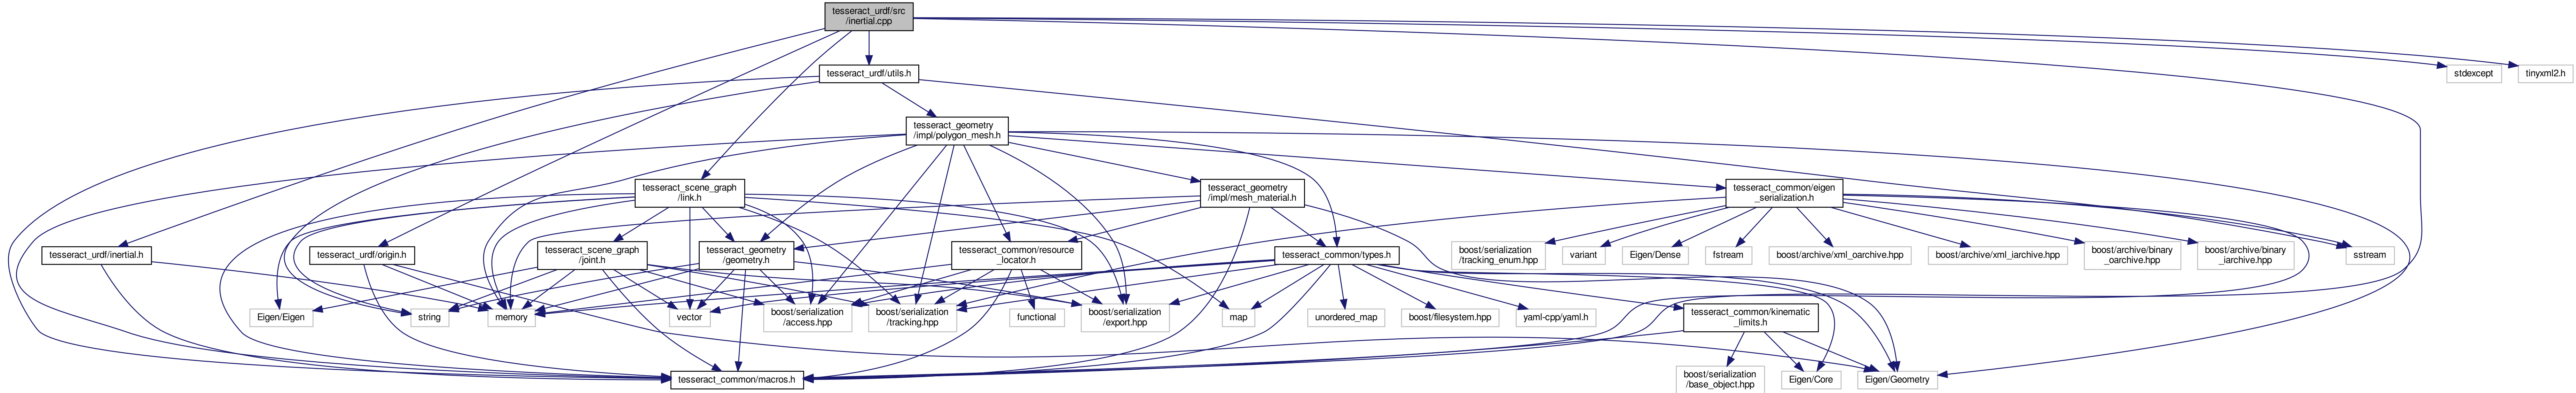 tesseract_urdf/src
/inertial.cpp
tesseract_urdf/utils.h
stdexcept
tinyxml2.h
tesseract_geometry
/impl/polygon_mesh.h
tesseract_scene_graph
/link.h
tesseract_geometry
/impl/mesh_material.h
tesseract_common/eigen
_serialization.h
tesseract_urdf/inertial.h
tesseract_urdf/origin.h
tesseract_scene_graph
/joint.h
tesseract_geometry
/geometry.h
tesseract_common/resource
_locator.h
tesseract_common/types.h
boost/serialization
/tracking_enum.hpp
variant
Eigen/Dense
fstream
boost/archive/xml_oarchive.hpp
boost/archive/xml_iarchive.hpp
boost/archive/binary
_oarchive.hpp
boost/archive/binary
_iarchive.hpp
sstream
Eigen/Eigen
string
memory
vector
boost/serialization
/access.hpp
boost/serialization
/tracking.hpp
functional
boost/serialization
/export.hpp
map
unordered_map
boost/filesystem.hpp
yaml-cpp/yaml.h
tesseract_common/kinematic
_limits.h
tesseract_common/macros.h
boost/serialization
/base_object.hpp
Eigen/Core
Eigen/Geometry